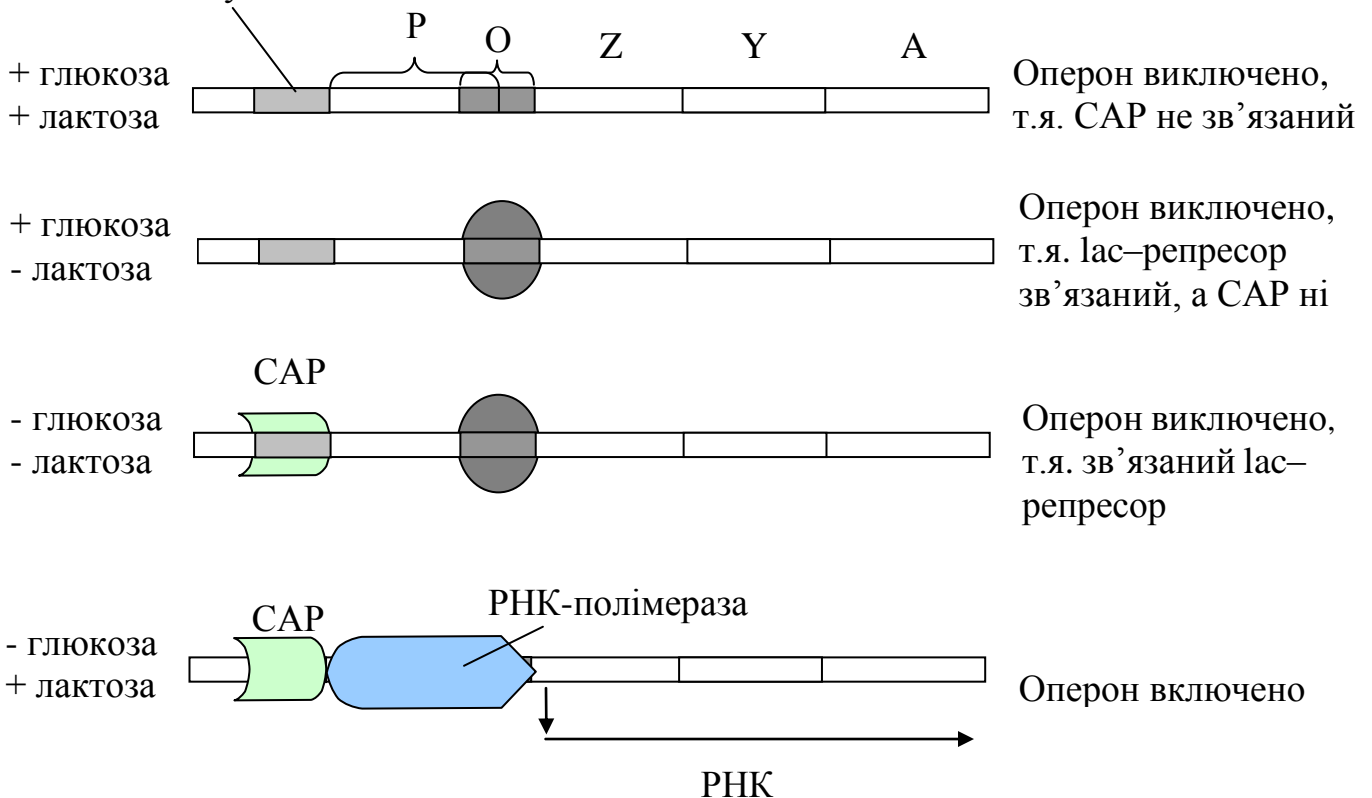 P O Z Y A
+ глюкоза
+ лактоза
Оперон виключено,
т.я. САР не зв’язаний
+ глюкоза
- лактоза
Оперон виключено,
т.я. lac–репресор
зв’язаний, а САР ні
САР
- глюкоза
- лактоза
Оперон виключено,
т.я. зв’язаний lac–
репресор
РНК-полімераза
САР
- глюкоза
+ лактоза
Оперон включено
РНК